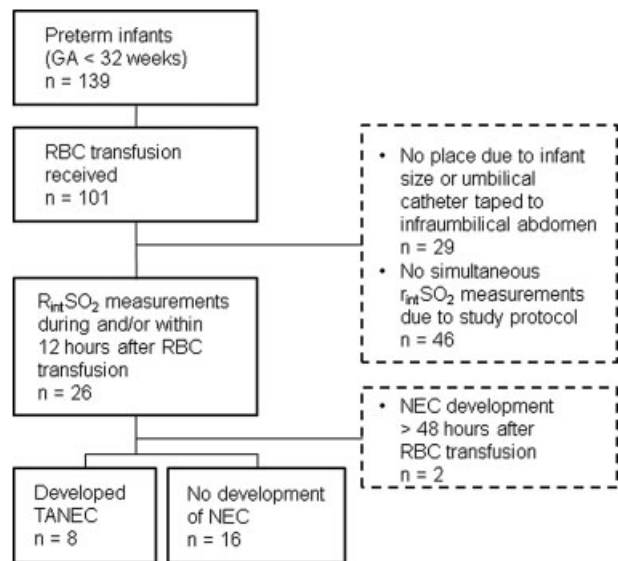 Preterm infants
(GA < 32 weeks)
n = 139
RBC transfusion
received
n = 101
• No place due to infant
size or umbilical
catheter taped to
infraumbilical abdomen
n = 29
• No simultaneous
rintSO2 measurements
due to study protocol
n = 46
RintSO2 measurements
during and/or within
12 hours after RBC
transfusion
n = 26
• NEC development
> 48 hours after
RBC transfusion
n = 2
Developed
TANEC
n = 8
No development
of NEC
n = 16